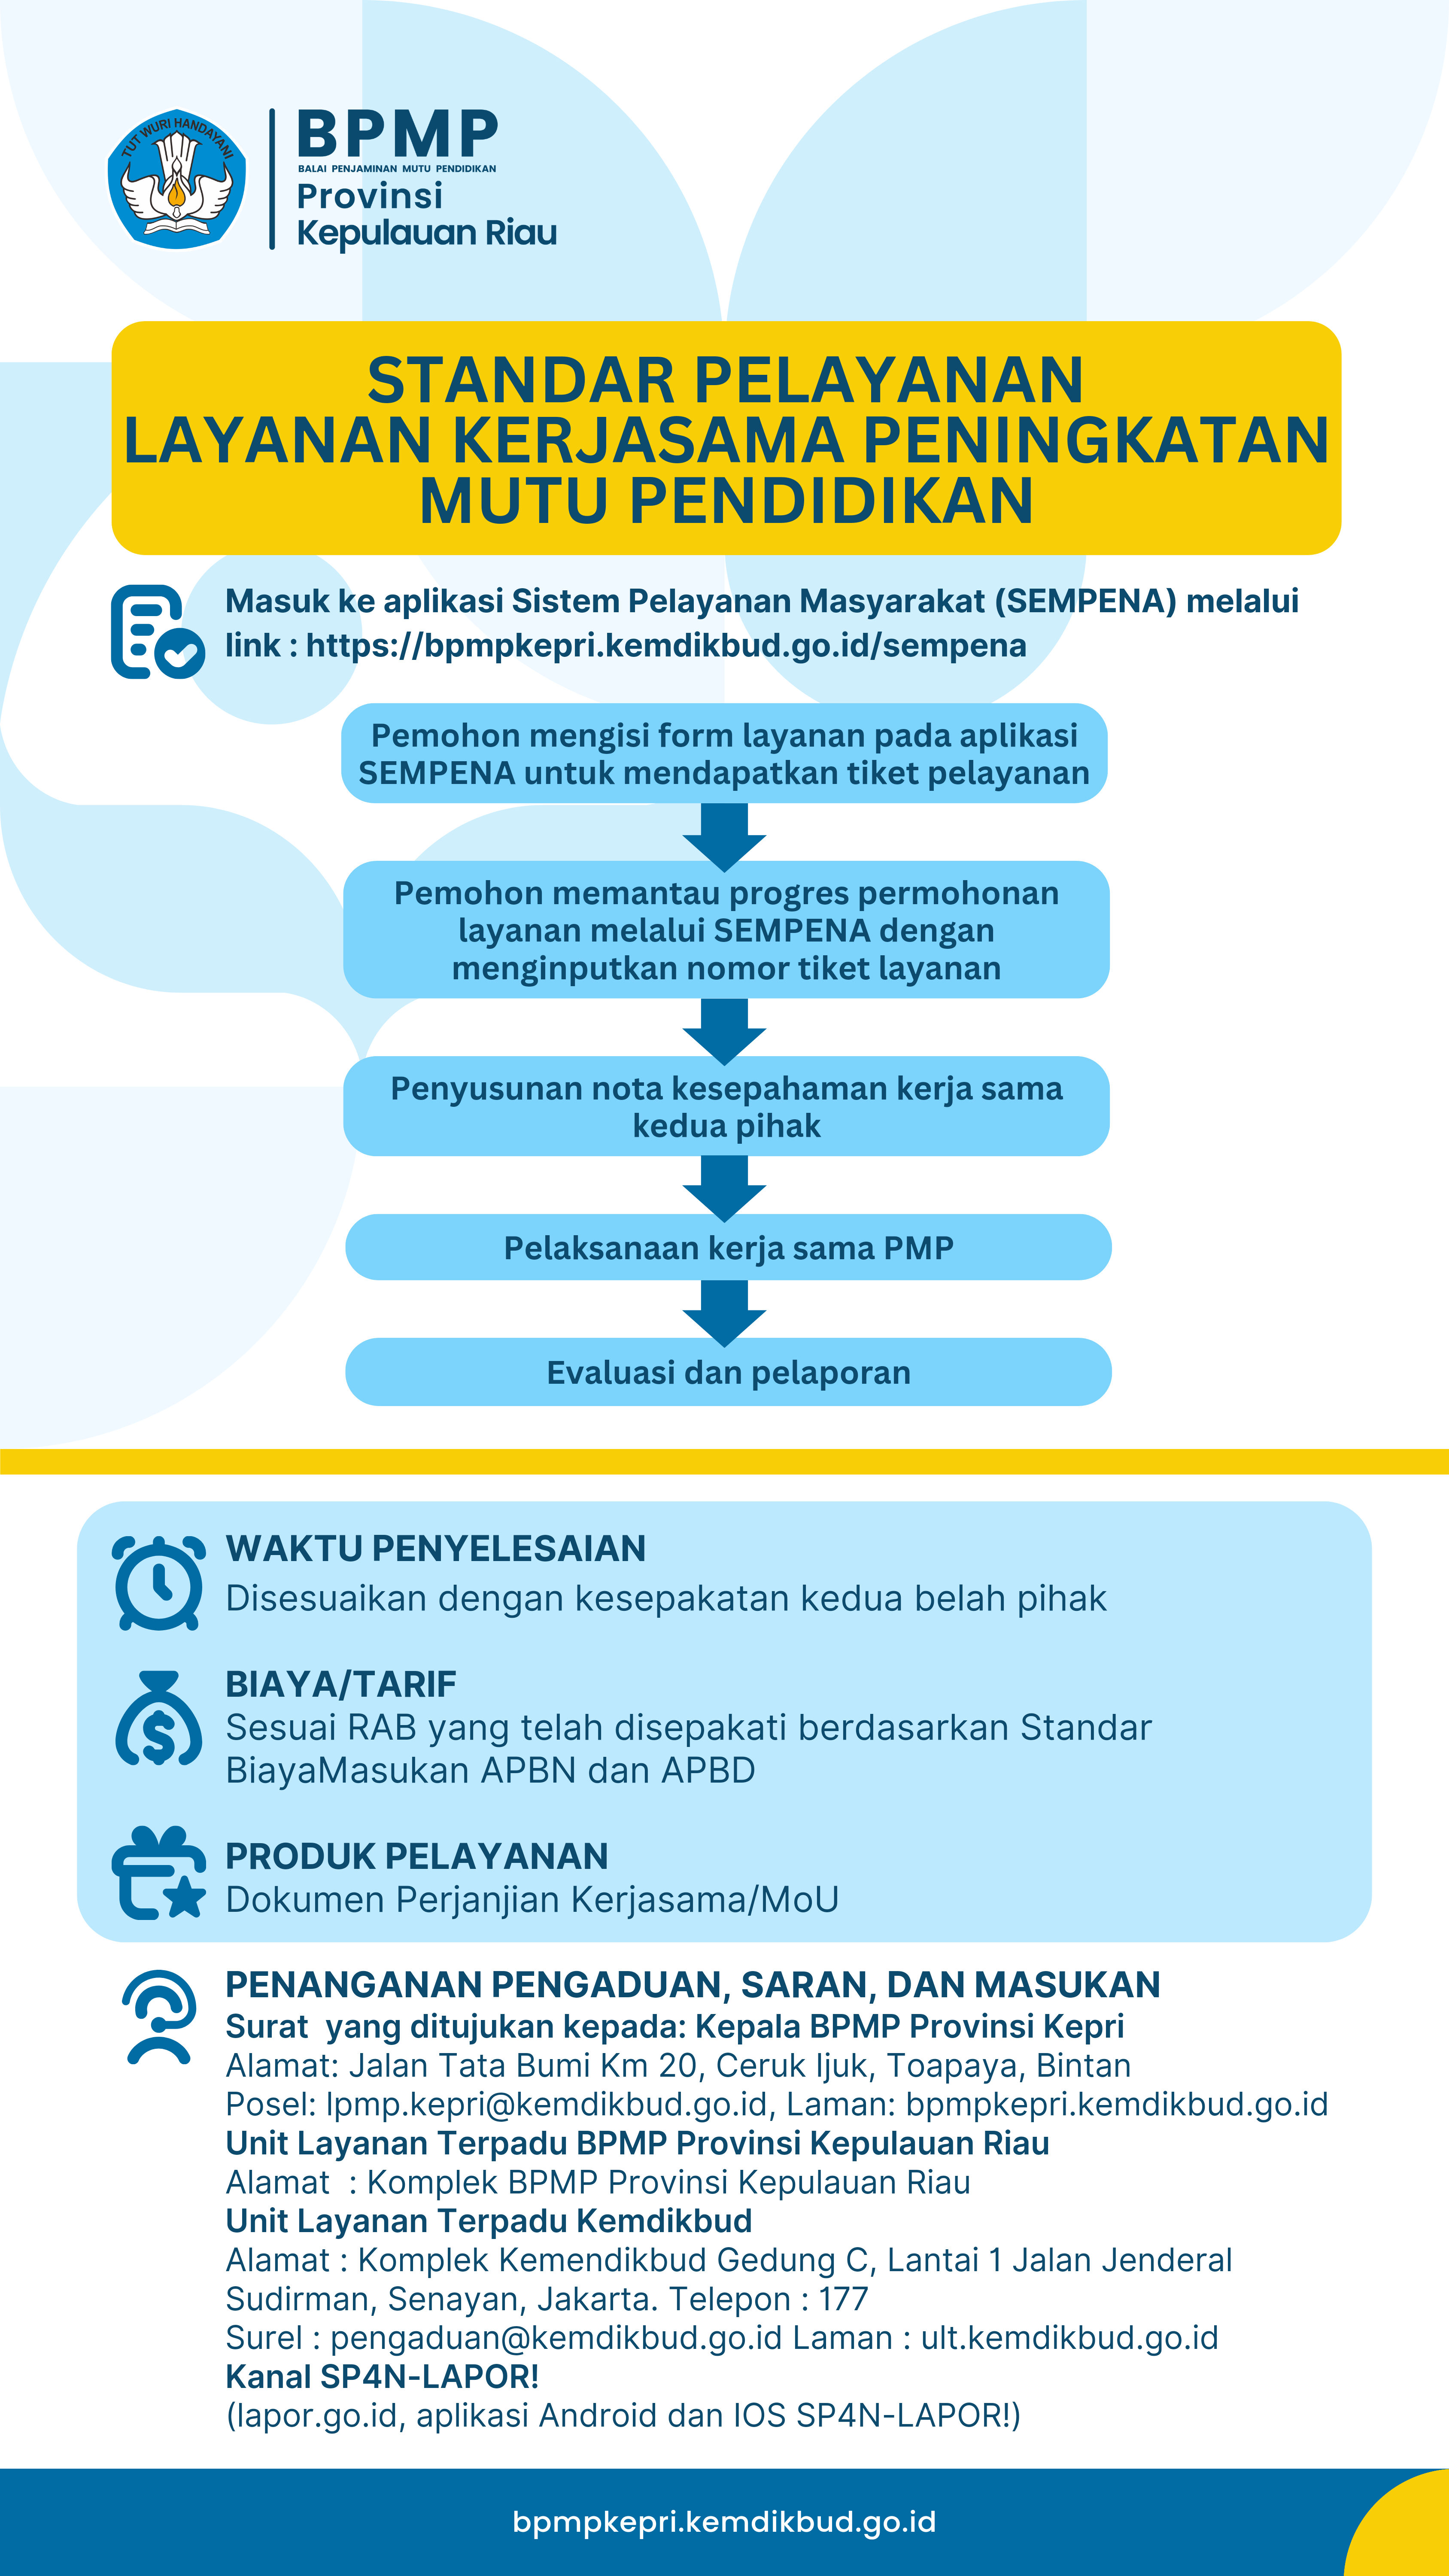 TUT WURI HANDAYANI
BPMP
BALAI PENJAMINAN MUTU PENDIDIKAN
Provinsi
Kepulauan Riau
STANDAR PELAYANAN
LAYANAN KERJASAMA PENINGKATAN
MUTU PENDIDIKAN
Masuk ke aplikasi Sistem Pelayanan Masyarakat (SEMPENA) melalui
link : https://bpmpkepri.kemdikbud.go.id/sempena
Pemohon mengisi form layanan pada aplikasi
SEMPENA untuk mendapatkan tiket pelayanan
Pemohon memantau progres permohonan
layanan melalui SEMPENA dengan
menginputkan nomor tiket layanan
Penyusunan nota kesepahaman kerja sama
kedua pihak
Pelaksanaan kerja sama PMP
Evaluasi dan pelaporan
WAKTU PENYELESAIAN
Disesuaikan dengan kesepakatan kedua belah pihak
BIAYA/TARIF
Sesuai RAB yang telah disepakati berdasarkan Standar
BiayaMasukan APBN dan APBD
PRODUK PELAYANAN
Dokumen Perjanjian Kerjasama/MoU
PENANGANAN PENGADUAN, SARAN, DAN MASUKAN
Surat  yang ditujukan kepada: Kepala BPMP Provinsi Kepri
Alamat: Jalan Tata Bumi Km 20, Ceruk Ijuk, Toapaya, Bintan
Posel: lpmp.kepri@kemdikbud.go.id, Laman: bpmpkepri.kemdikbud.go.id
Unit Layanan Terpadu BPMP Provinsi Kepulauan Riau
Alamat  : Komplek BPMP Provinsi Kepulauan Riau
Unit Layanan Terpadu Kemdikbud
Alamat : Komplek Kemendikbud Gedung C, Lantai 1 Jalan Jenderal
Sudirman, Senayan, Jakarta. Telepon : 177
Surel : pengaduan@kemdikbud.go.id Laman : ult.kemdikbud.go.id
Kanal SP4N-LAPOR!
(lapor.go.id, aplikasi Android dan IOS SP4N-LAPOR!)
bpmpkepri.kemdikbud.go.id